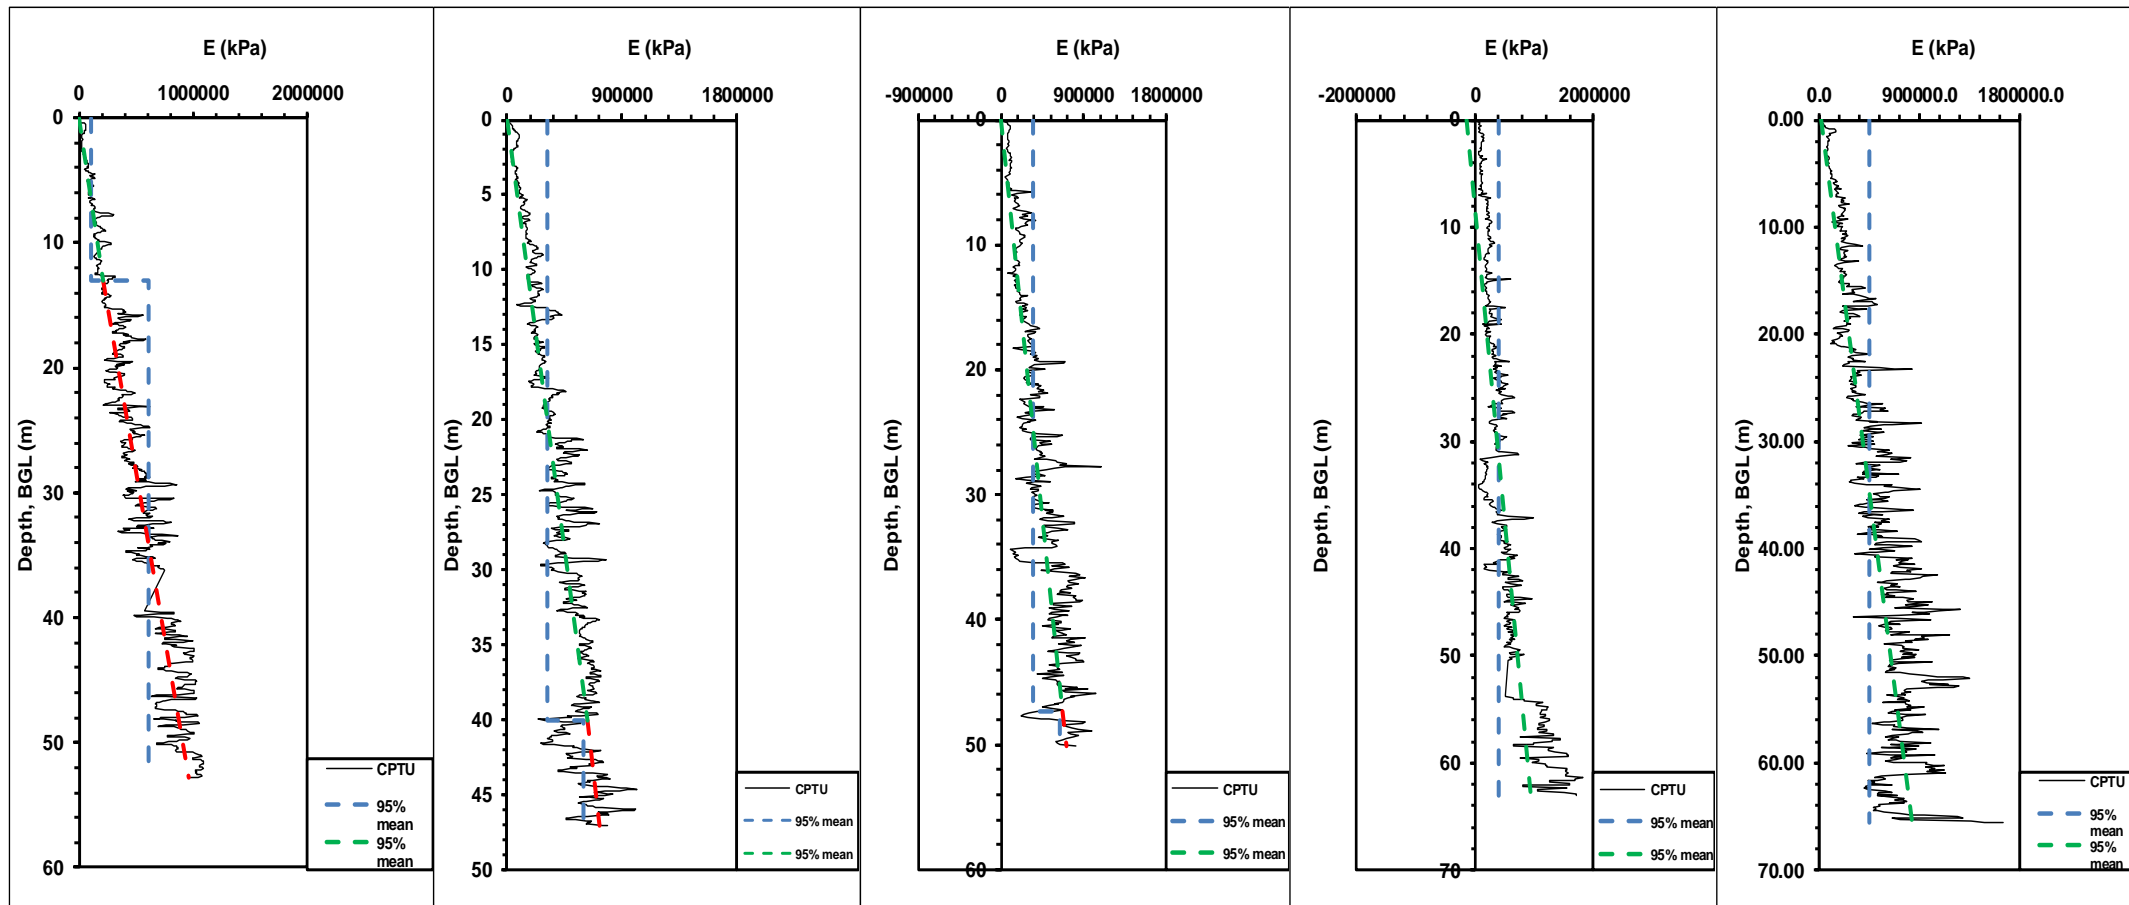 E (kPa)
0 1000000 2000000
0
10
20
30
40
50
60
Depth, BGL (m)
CPTU
95%
mean
95%
mean
E (kPa)
0 900000 1800000
0
5
10
15
20
25
30
35
40
45
50
Depth, BGL (m)
CPTU
95% mean
95% mean
E (kPa)
-900000 0 900000 1800000
0
10
20
30
40
50
60
Depth, BGL (m)
CPTU
95% mean
95% mean
E (kPa)
-2000000 0 2000000
0
10
20
30
40
50
60
70
Depth, BGL (m)
CPTU
95% mean
95% mean
E (kPa)
0.0 900000.0 1800000.0
0.00
10.00
20.00
30.00
40.00
50.00
60.00
70.00
Depth, BGL (m)
CPTU
95%
mean
95%
mean